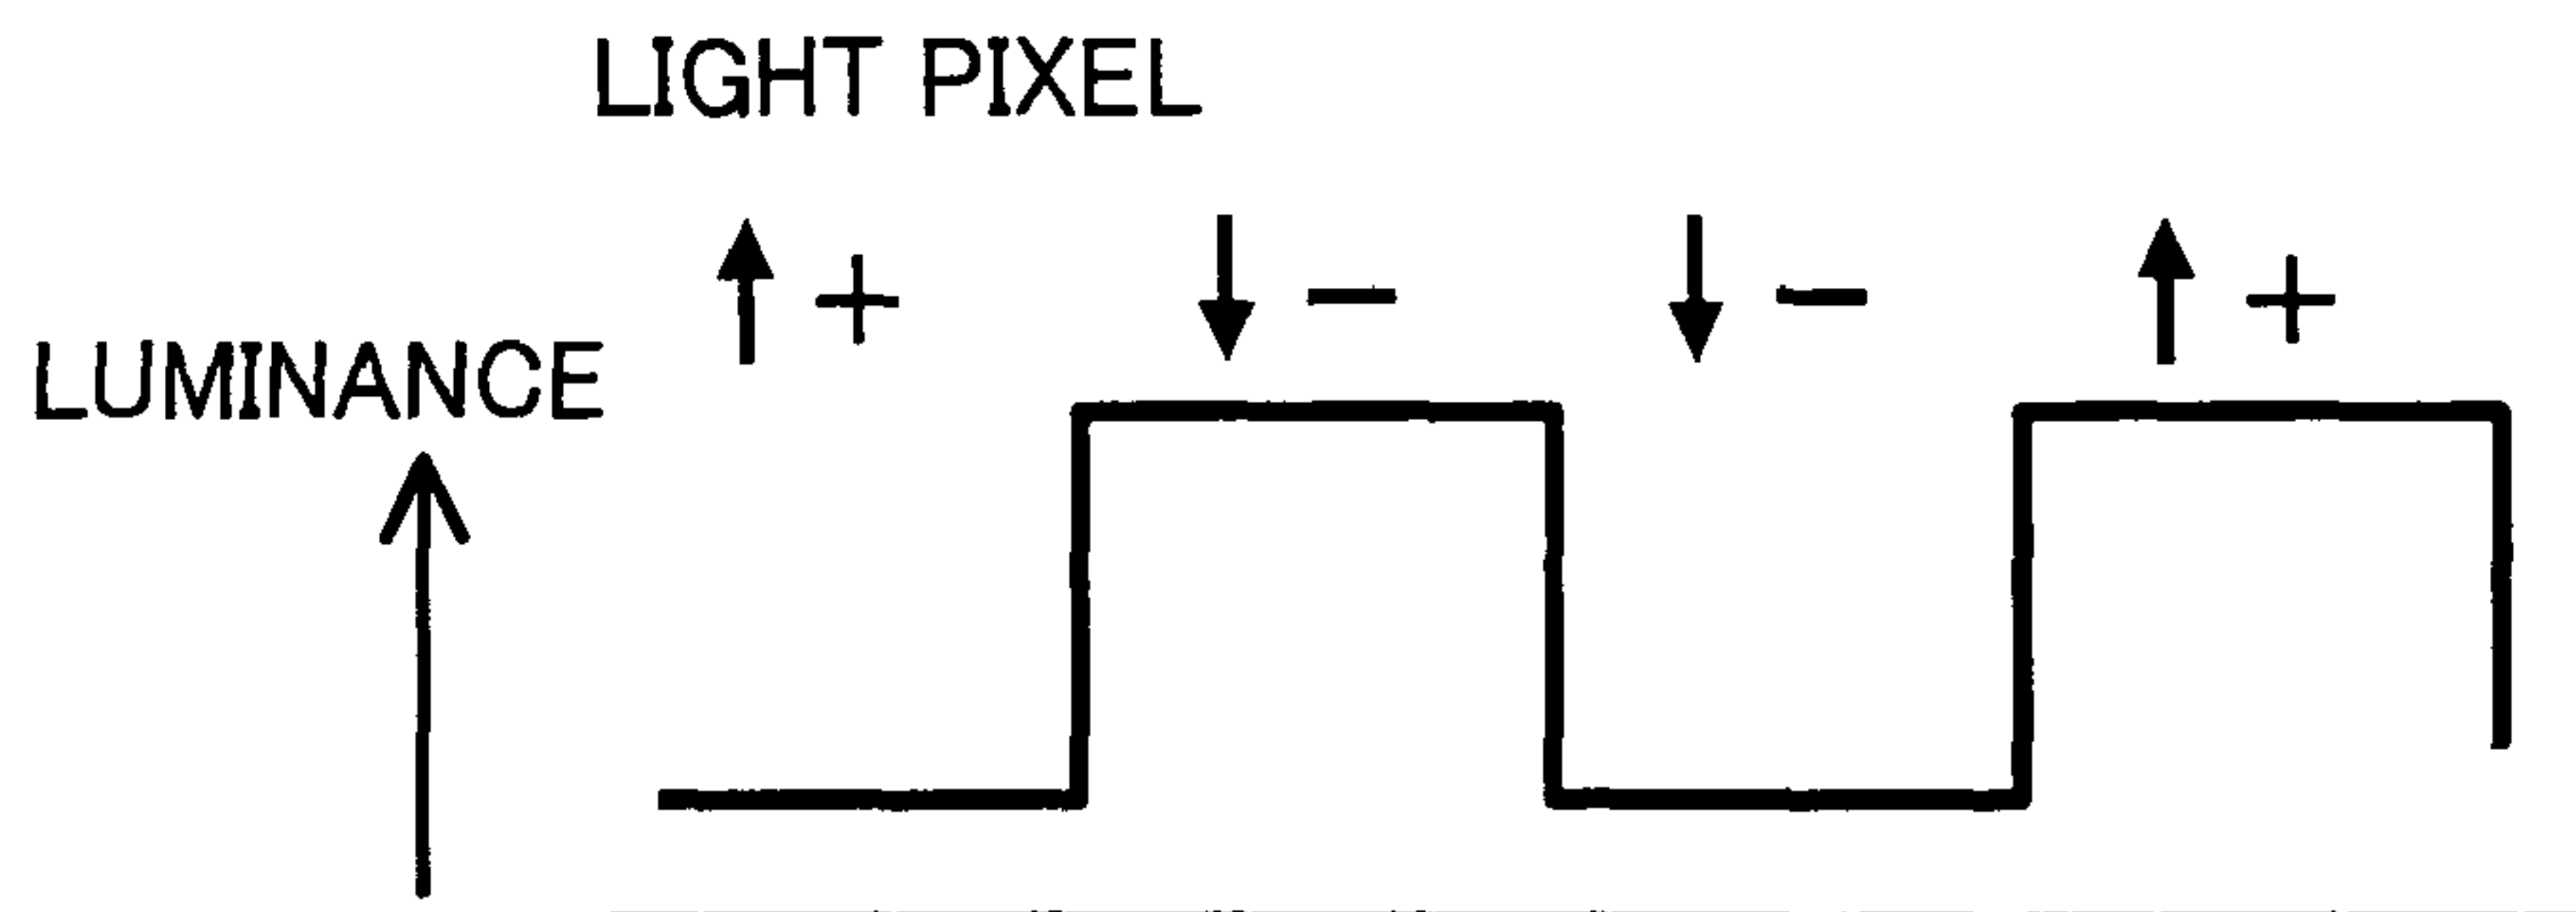 LIGHT PIXEL
+ − − +
LUMINANCE